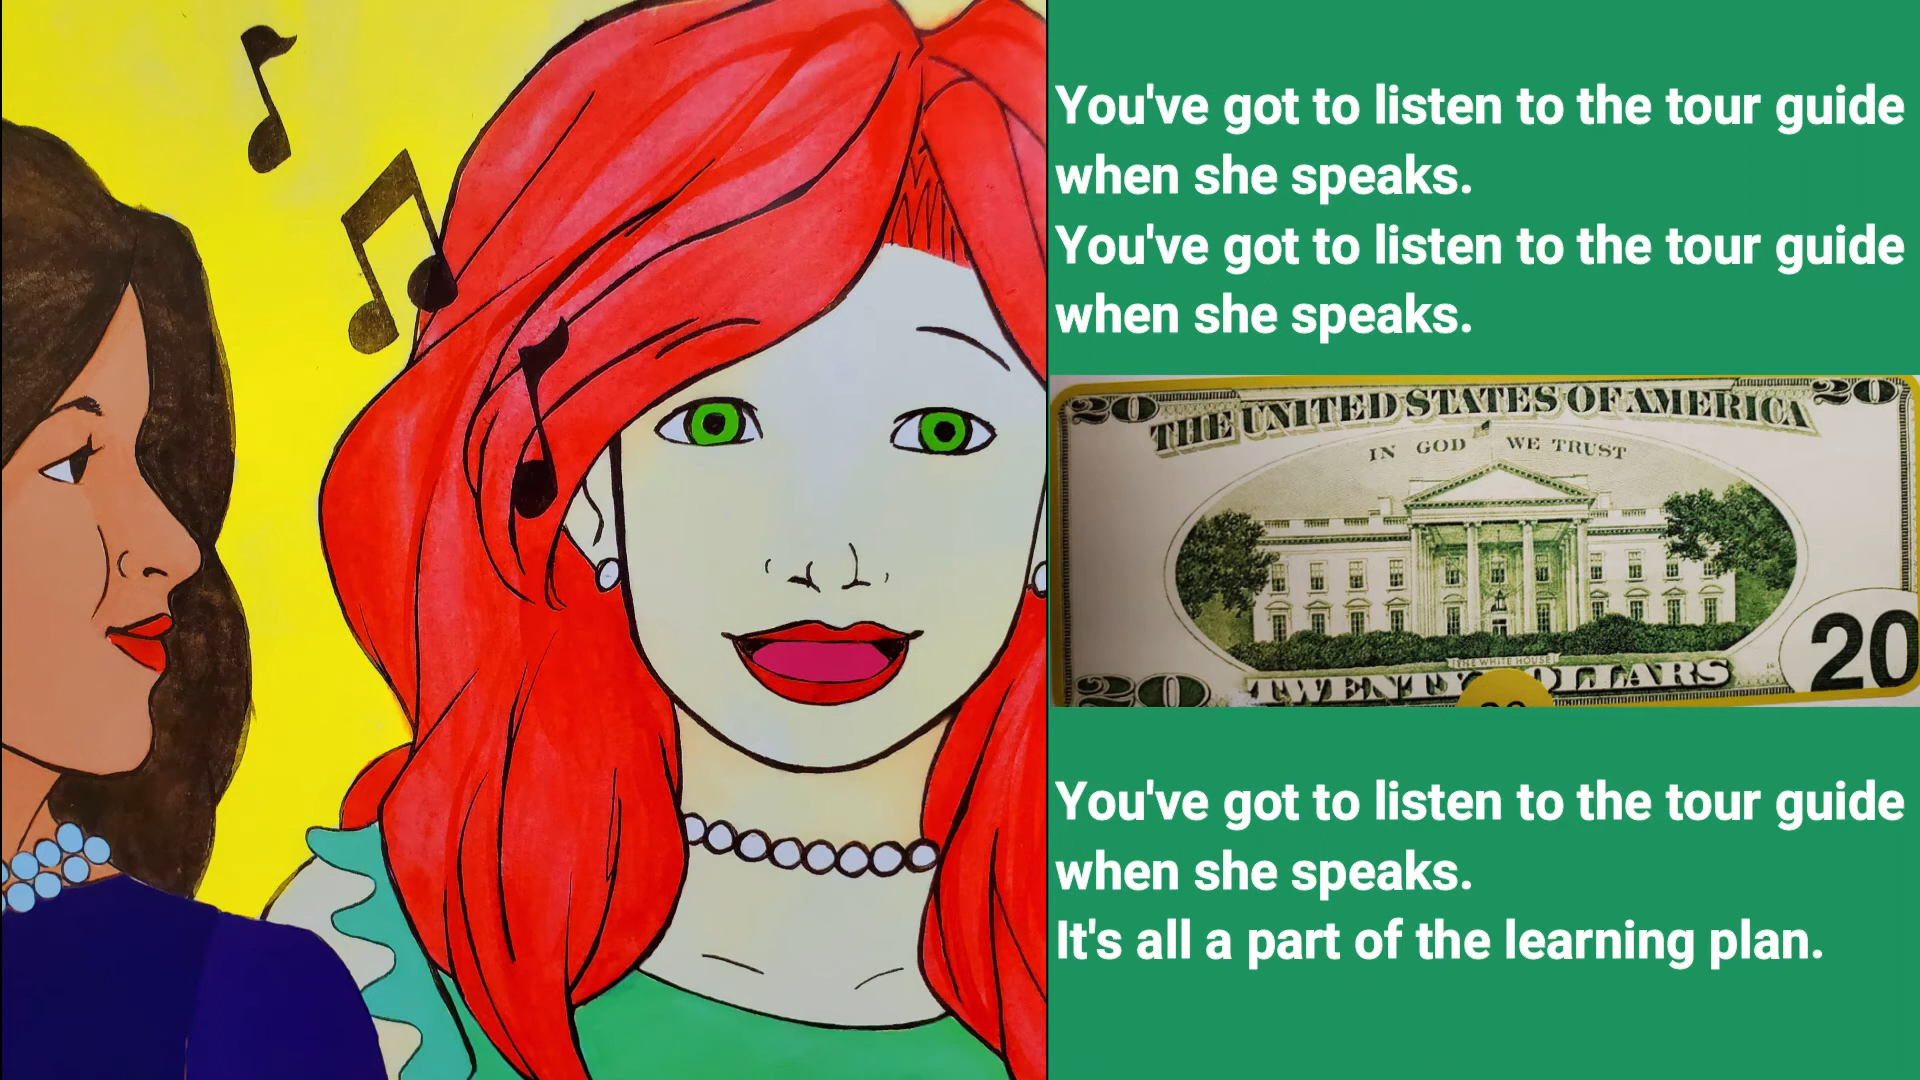 You've got to listen to the tour guide
when she speaks.
You've got to listen to the tour guide
when she speaks.
20 20
THE UNITED STATES OF AMERICA
IN GOD WE TRUST
THE WHITE HOUSE
20 TWENTY DOLLARS 20
You've got to listen to the tour guide
when she speaks.
It's all a part of the learning plan.